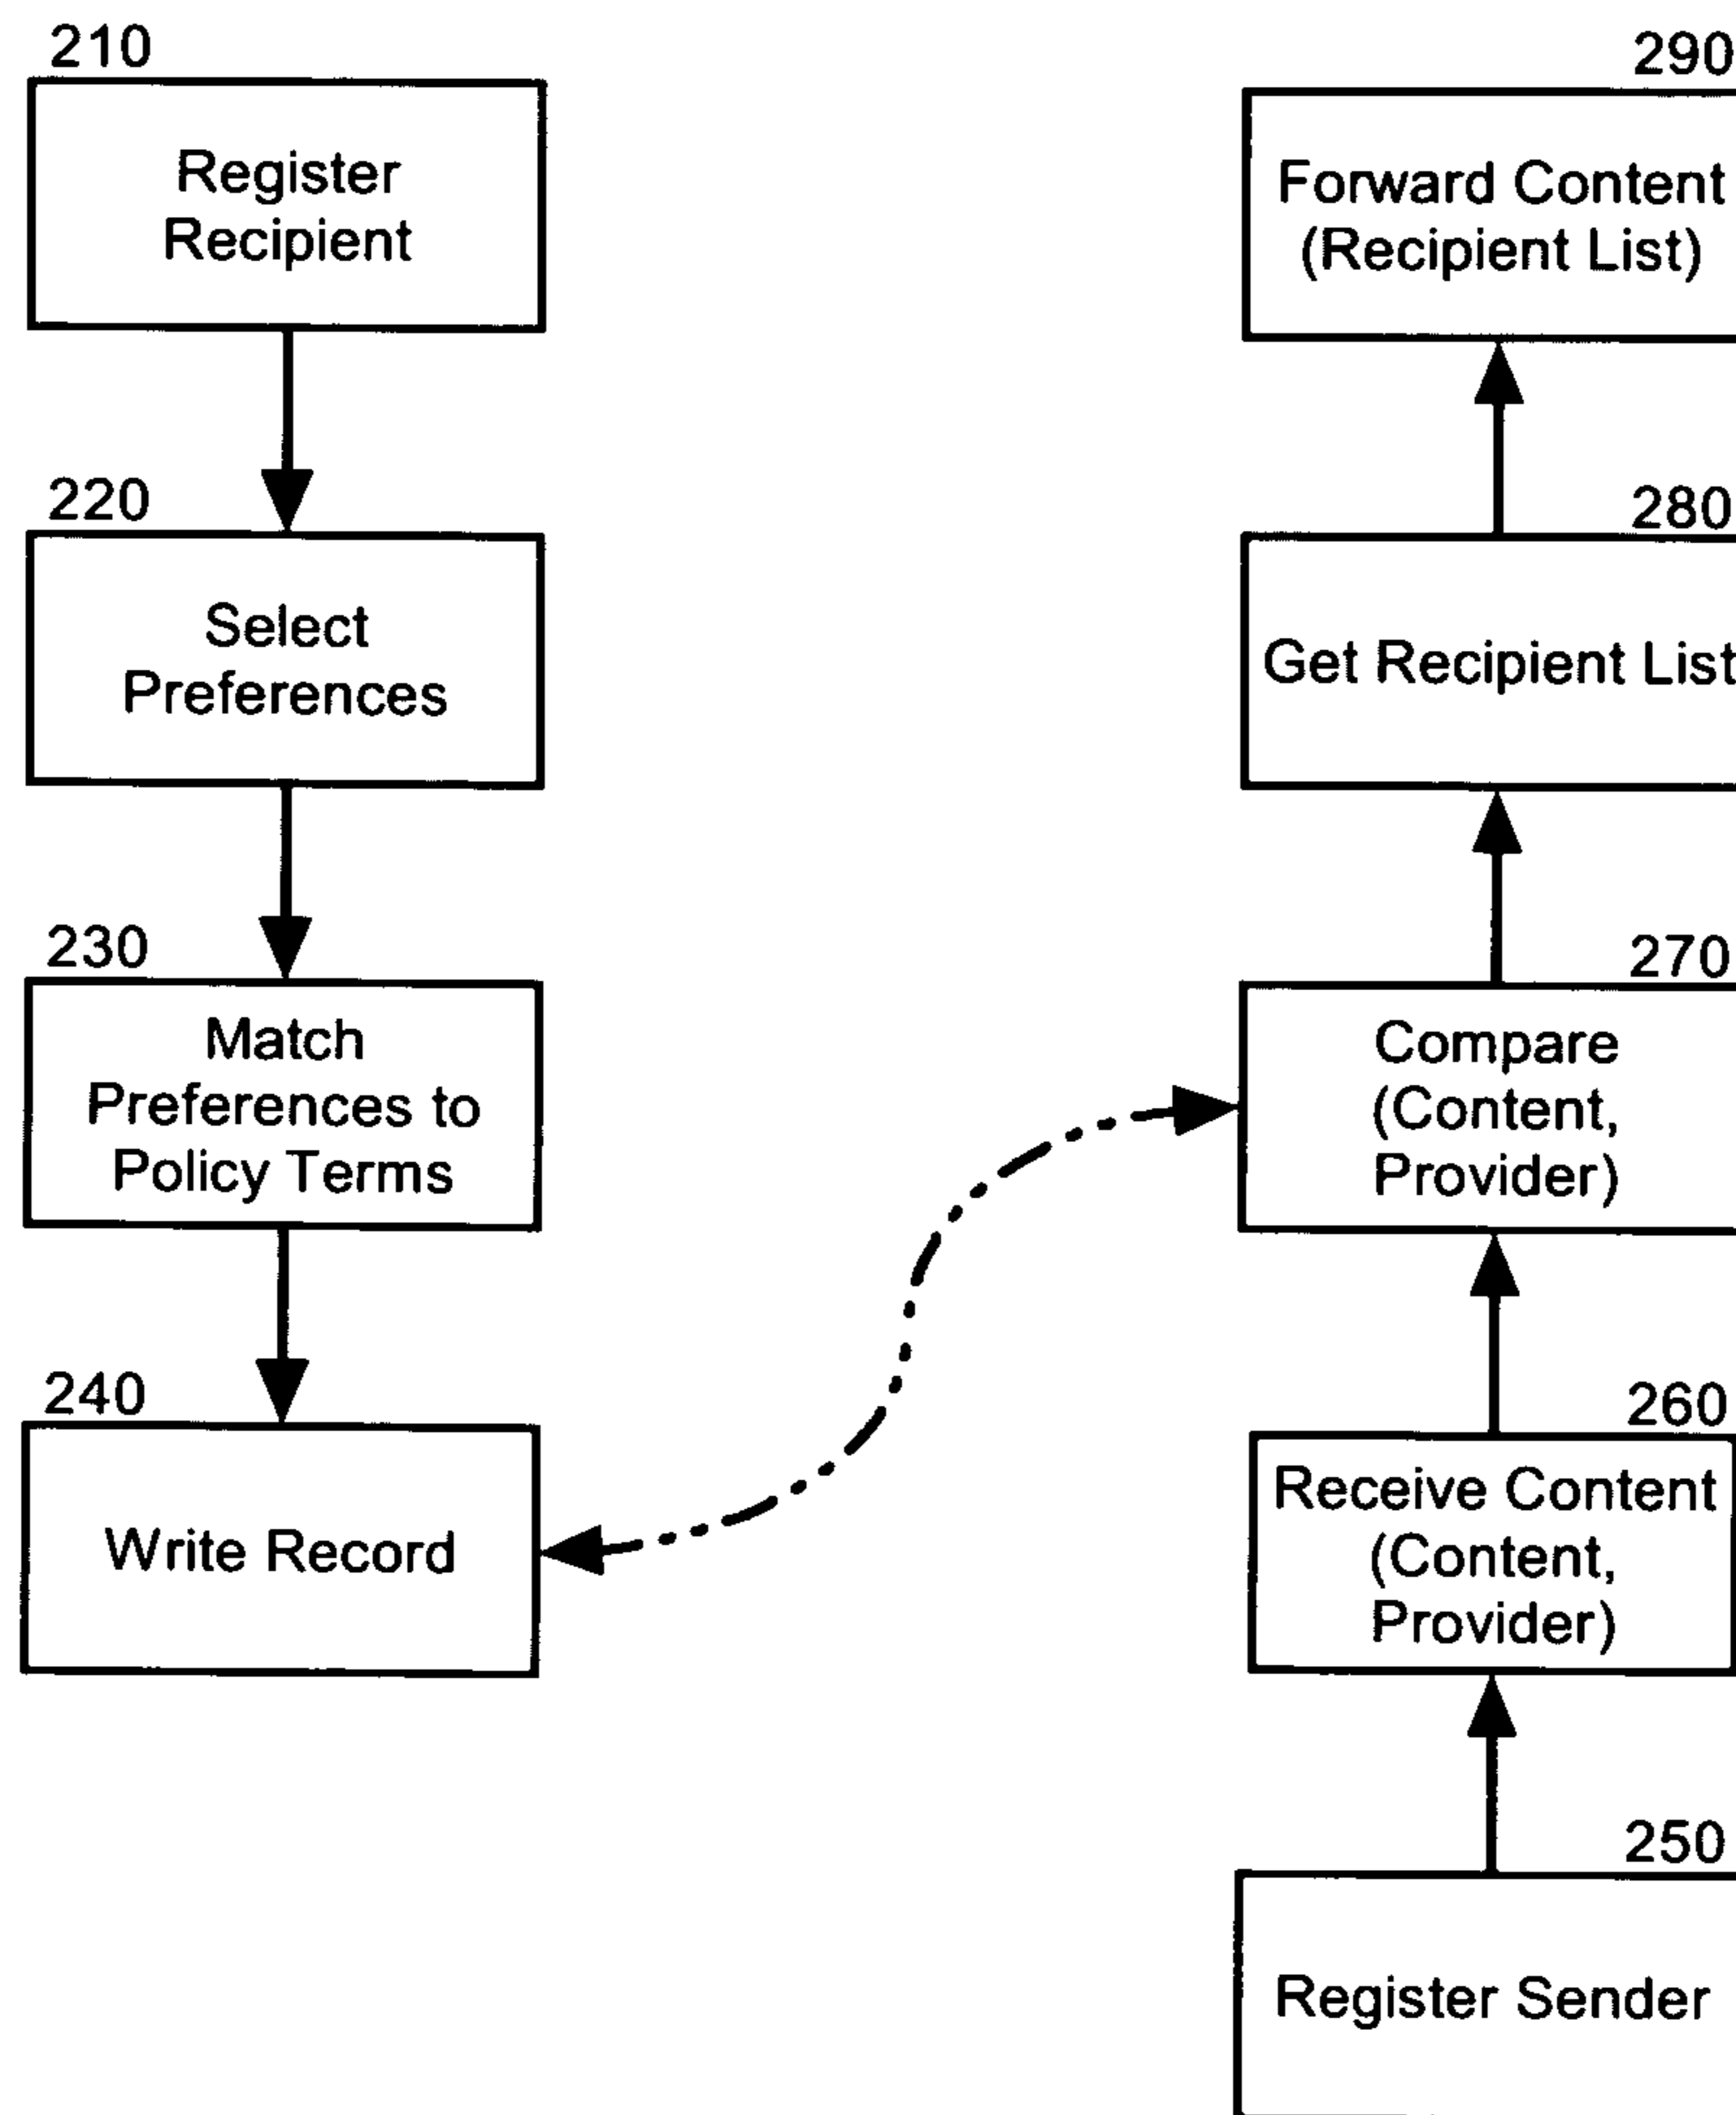 210
Register
Recipient
220
Select
Preferences
230
Match
Preferences to
Policy Terms
240
Write Record
290
Forward Content
(Recipient List)
280
Get Recipient List
270
Compare
(Content,
Provider)
260
Receive Content
(Content,
Provider)
250
Register Sender